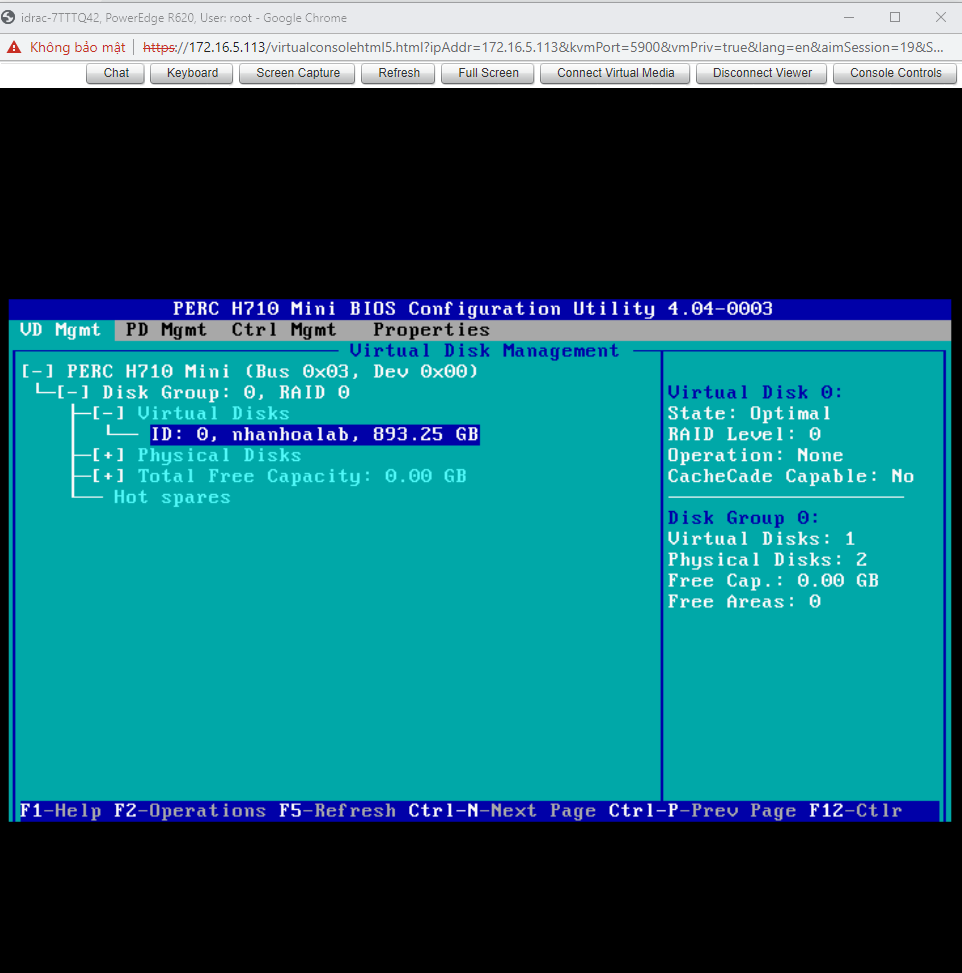 idrac-7TTTQ42, PowerEdge R620, User: root - Google Chrome
Không bảo mật | https://172.16.5.113/virtualconsolehtml5.html?ipAddr=172.16.5.113&kvmPort=5900&vmPriv=true&lang=en&aimSession=19&S...
Chat Keyboard Screen Capture Refresh Full Screen Connect Virtual Media Disconnect Viewer Console Controls
PERC H710 Mini BIOS Configuration Utility 4.04-0003
VD Mgmt PD Mgmt Ctrl Mgmt Properties
Virtual Disk Management
[-] PERC H710 Mini (Bus 0x03, Dev 0x00)
[-] Disk Group: 0, RAID 0
[-] Virtual Disks
ID: 0, nhanhoalab, 893.25 GB
[+] Physical Disks
[+] Total Free Capacity: 0.00 GB
Hot spares
Virtual Disk 0:
State: Optimal
RAID Level: 0
Operation: None
CacheCade Capable: No
Disk Group 0:
Virtual Disks: 1
Physical Disks: 2
Free Cap.: 0.00 GB
Free Areas: 0
F1-Help F2-Operations F5-Refresh Ctrl-N-Next Page Ctrl-P-Prev Page F12-Ctlr